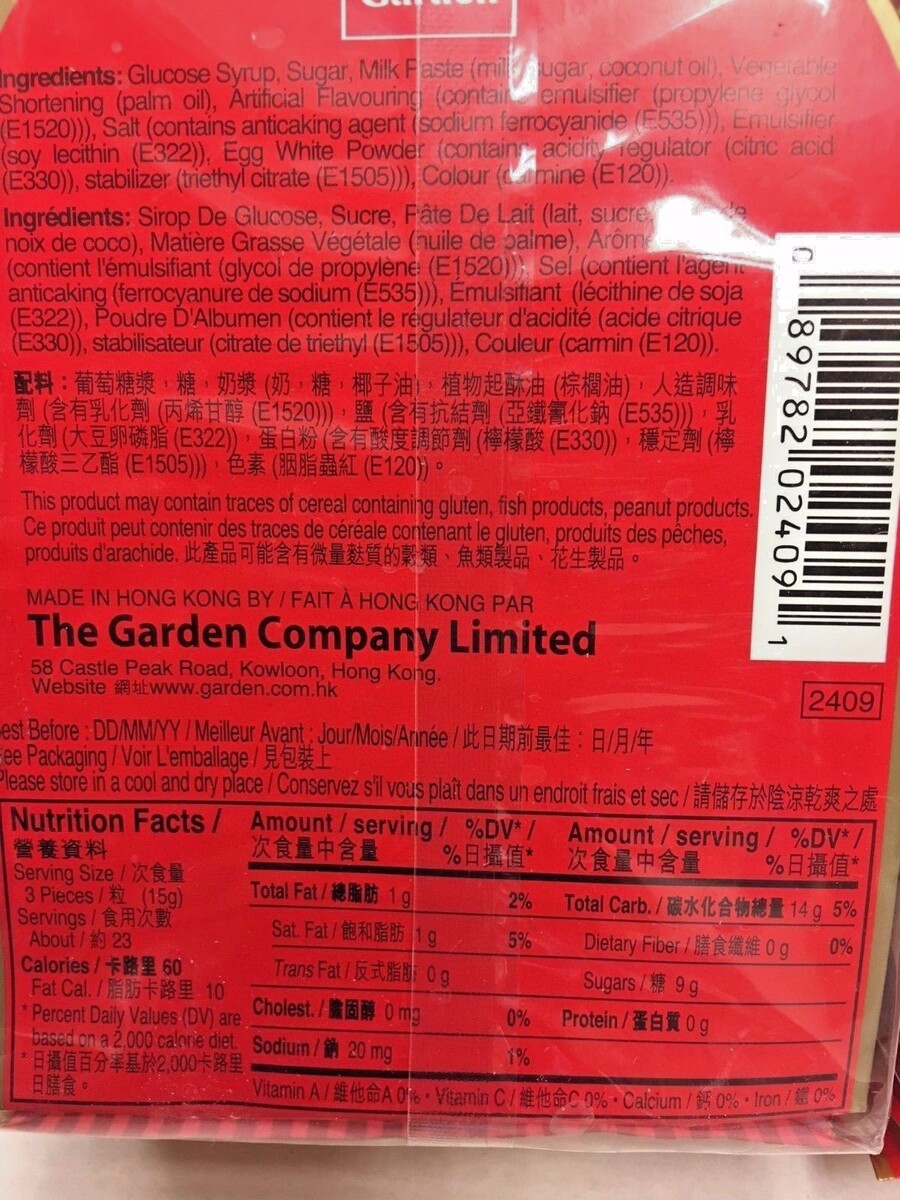 Garden
Ingredients: Glucose Syrup, Sugar, Milk Paste (milk, sugar, coconut oil), Vegetable
Shortening (palm oil), Artificial Flavouring (contains emulsifier (propylene glycol
(E1520))), Salt (contains anticaking agent (sodium ferrocyanide (E535))), Emulsifier
(soy lecithin (E322)), Egg White Powder (contains acidity regulator (citric acid
(E330)), stabilizer (triethyl citrate (E1505))), Colour (carmine (E120)).
Ingrédients: Sirop De Glucose, Sucre, Pâte De Lait (lait, sucre,
noix de coco), Matière Grasse Végétale (huile de palme), Arôme
(contient l'émulsifiant (glycol de propylène (E1520))), Sel (contient l'agent
anticaking (ferrocyanure de sodium (E535))), Émulsifiant (lécithine de soja
(E322)), Poudre D'Albumen (contient le régulateur d'acidité (acide citrique
(E330)), stabilisateur (citrate de triethyl (E1505))), Couleur (carmin (E120)).
配料：葡萄糖漿，糖，奶漿 (奶，糖，椰子油)，植物起酥油 (棕櫚油)，人造調味
劑 (含有乳化劑 (丙烯甘醇 (E1520)))，鹽 (含有抗結劑 (亞鐵氰化鈉 (E535)))，乳
化劑 (大豆卵磷脂 (E322))，蛋白粉 (含有酸度調節劑 (檸檬酸 (E330))，穩定劑 (檸
檬酸三乙酯 (E1505)))，色素 (胭脂蟲紅 (E120))。
This product may contain traces of cereal containing gluten, fish products, peanut products.
Ce produit peut contenir des traces de céréale contenant le gluten, produits des pêches,
produits d'arachide. 此產品可能含有微量麩質的穀類、魚類製品、花生製品。
MADE IN HONG KONG BY / FAIT À HONG KONG PAR
The Garden Company Limited
58 Castle Peak Road, Kowloon, Hong Kong.
Website 網址www.garden.com.hk
0 89782 02409 1
2409
est Before : DD/MM/YY / Meilleur Avant : Jour/Mois/Année / 此日期前最佳：日/月/年
ee Packaging / Voir L'emballage / 見包裝上
Please store in a cool and dry place / Conservez s'il vous plaît dans un endroit frais et sec / 請儲存於陰涼乾爽之處
Nutrition Facts /
營養資料
Serving Size / 次食量
3 Pieces / 粒 (15g)
Servings / 食用次數
About / 約 23
Calories / 卡路里 60
Fat Cal. / 脂肪卡路里 10
* Percent Daily Values (DV) are
based on a 2,000 calorie diet.
* 日攝值百分率基於2,000卡路里
日膳食。
Amount / serving / %DV* /
次食量中含量 %日攝值*
Total Fat / 總脂肪 1 g 2%
Sat. Fat / 飽和脂肪 1 g 5%
Trans Fat / 反式脂肪 0 g
Cholest. / 膽固醇 0 mg 0%
Sodium / 鈉 20 mg 1%
Amount / serving / %DV* /
次食量中含量 %日攝值*
Total Carb. / 碳水化合物總量 14 g 5%
Dietary Fiber / 膳食纖維 0 g 0%
Sugars / 糖 9 g
Protein / 蛋白質 0 g
Vitamin A / 維他命A 0% • Vitamin C / 維他命C 0% • Calcium / 鈣 0% • Iron / 鐵 0%